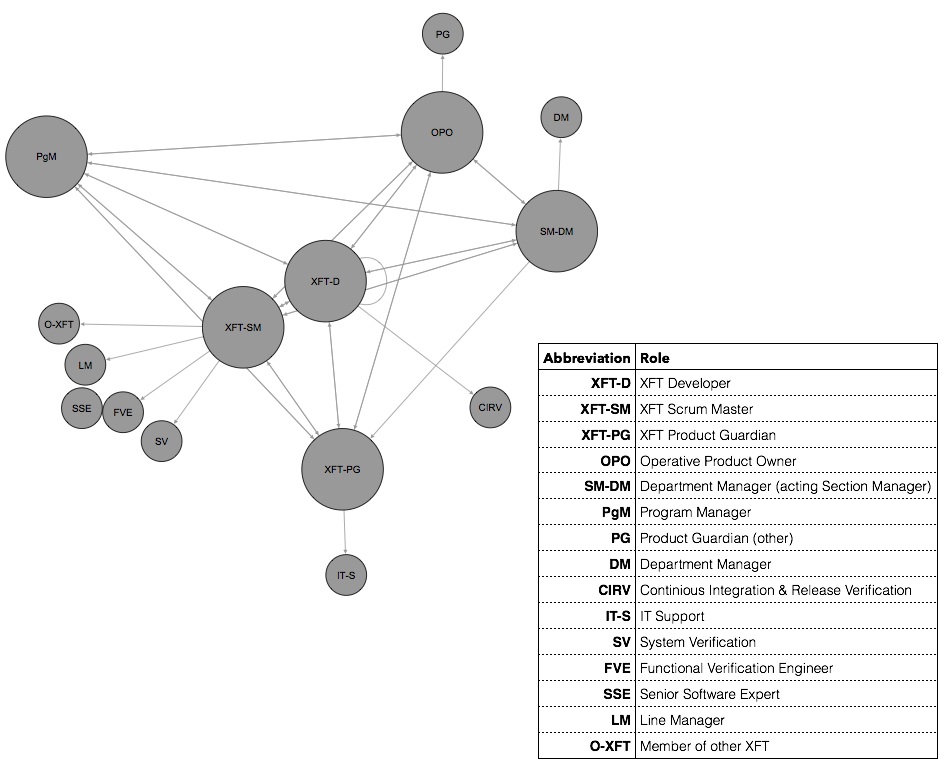 PG
OPO
DM
PgM
SM-DM
XFT-D
XFT-SM
O-XFT
LM
SSE
FVE
SV
CIRV
XFT-PG
IT-S
Abbreviation Role
XFT-D XFT Developer
XFT-SM XFT Scrum Master
XFT-PG XFT Product Guardian
OPO Operative Product Owner
SM-DM Department Manager (acting Section Manager)
PgM Program Manager
PG Product Guardian (other)
DM Department Manager
CIRV Continious Integration & Release Verification
IT-S IT Support
SV System Verification
FVE Functional Verification Engineer
SSE Senior Software Expert
LM Line Manager
O-XFT Member of other XFT